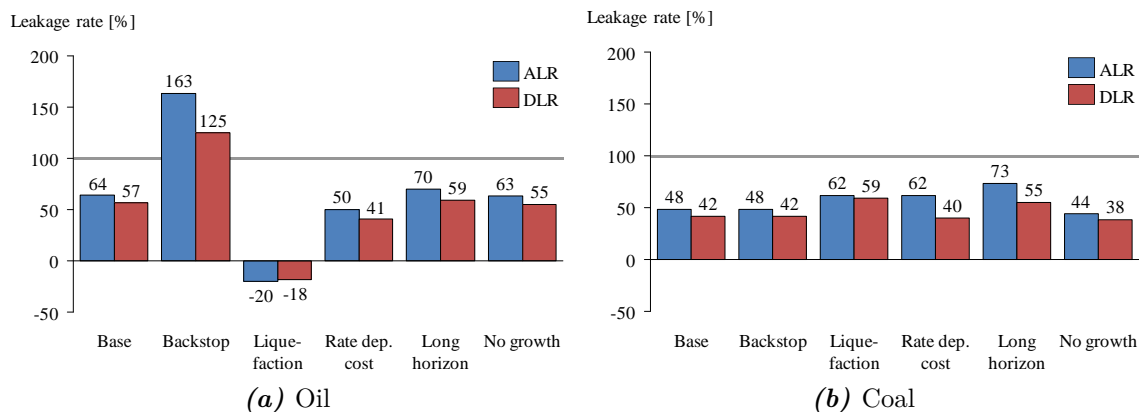 Leakage rate [%]
200
150
100
50
0
-50
163
125
64
57
-20
-18
50
41
70
59
63
55
ALR
DLR
Base
Backstop
Lique-
faction
Rate dep.
cost
Long
horizon
No growth
(a) Oil
Leakage rate [%]
200
150
100
50
0
-50
48
42
48
42
62
59
62
40
73
55
44
38
ALR
DLR
Base
Backstop
Lique-
faction
Rate dep.
cost
Long
horizon
No growth
(b) Coal